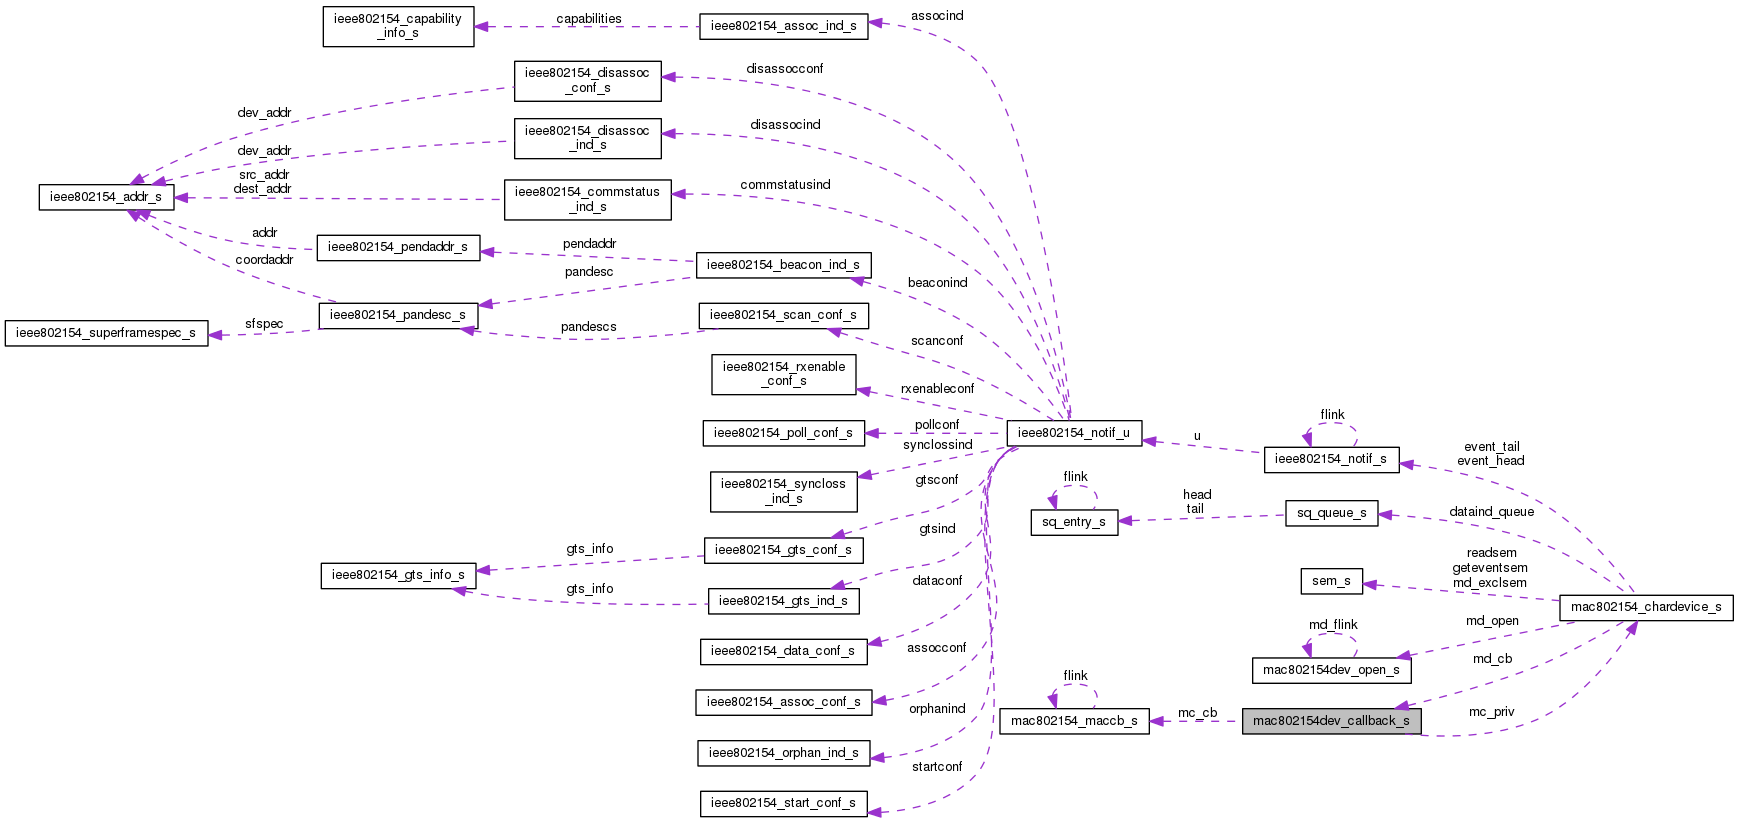 ieee802154_capability
_info_s
capabilities
ieee802154_assoc_ind_s
assocind
ieee802154_disassoc
_conf_s
disassocconf
dev_addr
ieee802154_disassoc
_ind_s
disassocind
dev_addr
ieee802154_addr_s
src_addr
dest_addr
ieee802154_commstatus
_ind_s
commstatusind
addr
ieee802154_pendaddr_s
pendaddr
ieee802154_beacon_ind_s
beaconind
coordaddr
pandesc
ieee802154_superframespec_s
sfspec
ieee802154_pandesc_s
pandescs
ieee802154_scan_conf_s
scanconf
ieee802154_rxenable
_conf_s
rxenableconf
ieee802154_poll_conf_s
pollconf
ieee802154_notif_u
u
flink
ieee802154_notif_s
event_tail
event_head
ieee802154_syncloss
_ind_s
synclossind
gtsconf
flink
sq_entry_s
head
tail
sq_queue_s
dataind_queue
ieee802154_gts_info_s
gts_info
ieee802154_gts_conf_s
gtsind
gts_info
ieee802154_gts_ind_s
dataconf
sem_s
readsem
geteventsem
md_exclsem
mac802154_chardevice_s
ieee802154_data_conf_s
assocconf
md_flink
mac802154dev_open_s
md_open
md_cb
ieee802154_assoc_conf_s
orphanind
flink
mac802154_maccb_s
mc_cb
mac802154dev_callback_s
mc_priv
ieee802154_orphan_ind_s
startconf
ieee802154_start_conf_s